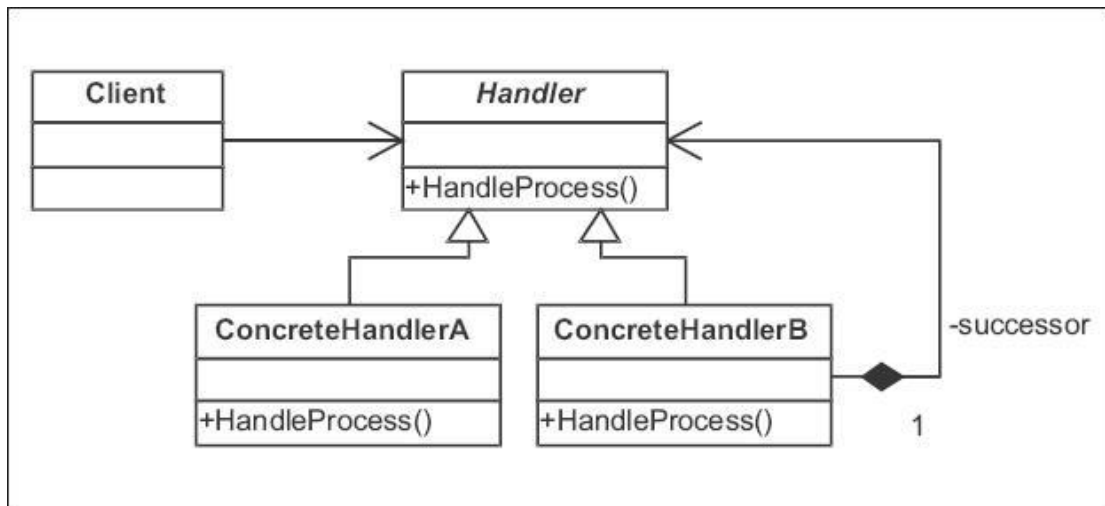 Client
Handler
+HandleProcess()
ConcreteHandlerA
+HandleProcess()
ConcreteHandlerB
+HandleProcess()
-successor
1